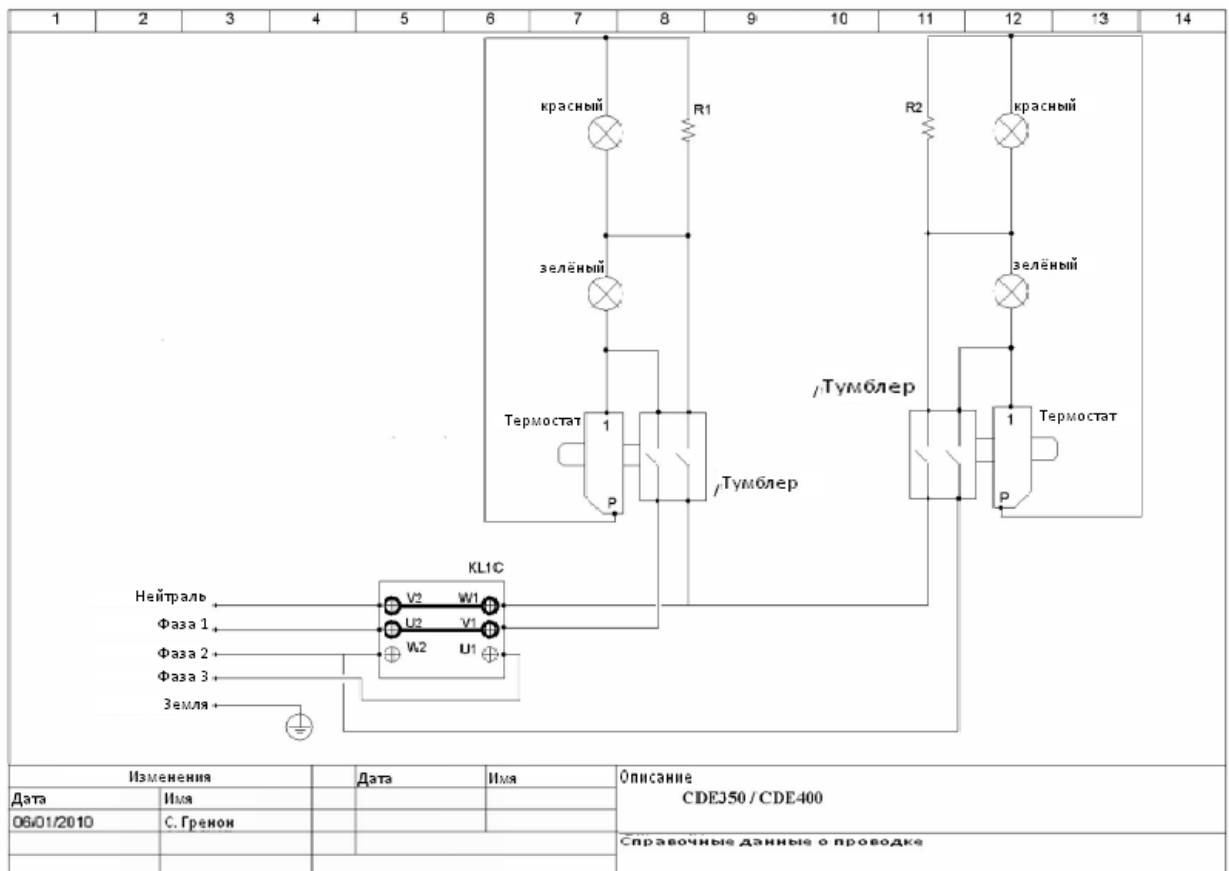 1 2 3 4 5 6 7 8 9 10 11 12 13 14
красный R1 R2 красный
зелёный зелёный
Тумблер
Термостат 1 1 Термостат
Тумблер
P P
KL1C
Нейтраль V2 W1
Фаза 1 U2 V1
Фаза 2 W2 U1
Фаза 3
Земля
Изменения Дата Имя Описание
Дата Имя CDE350 / CDE400
06/01/2010 С. Гренон
Справочные данные о проводке